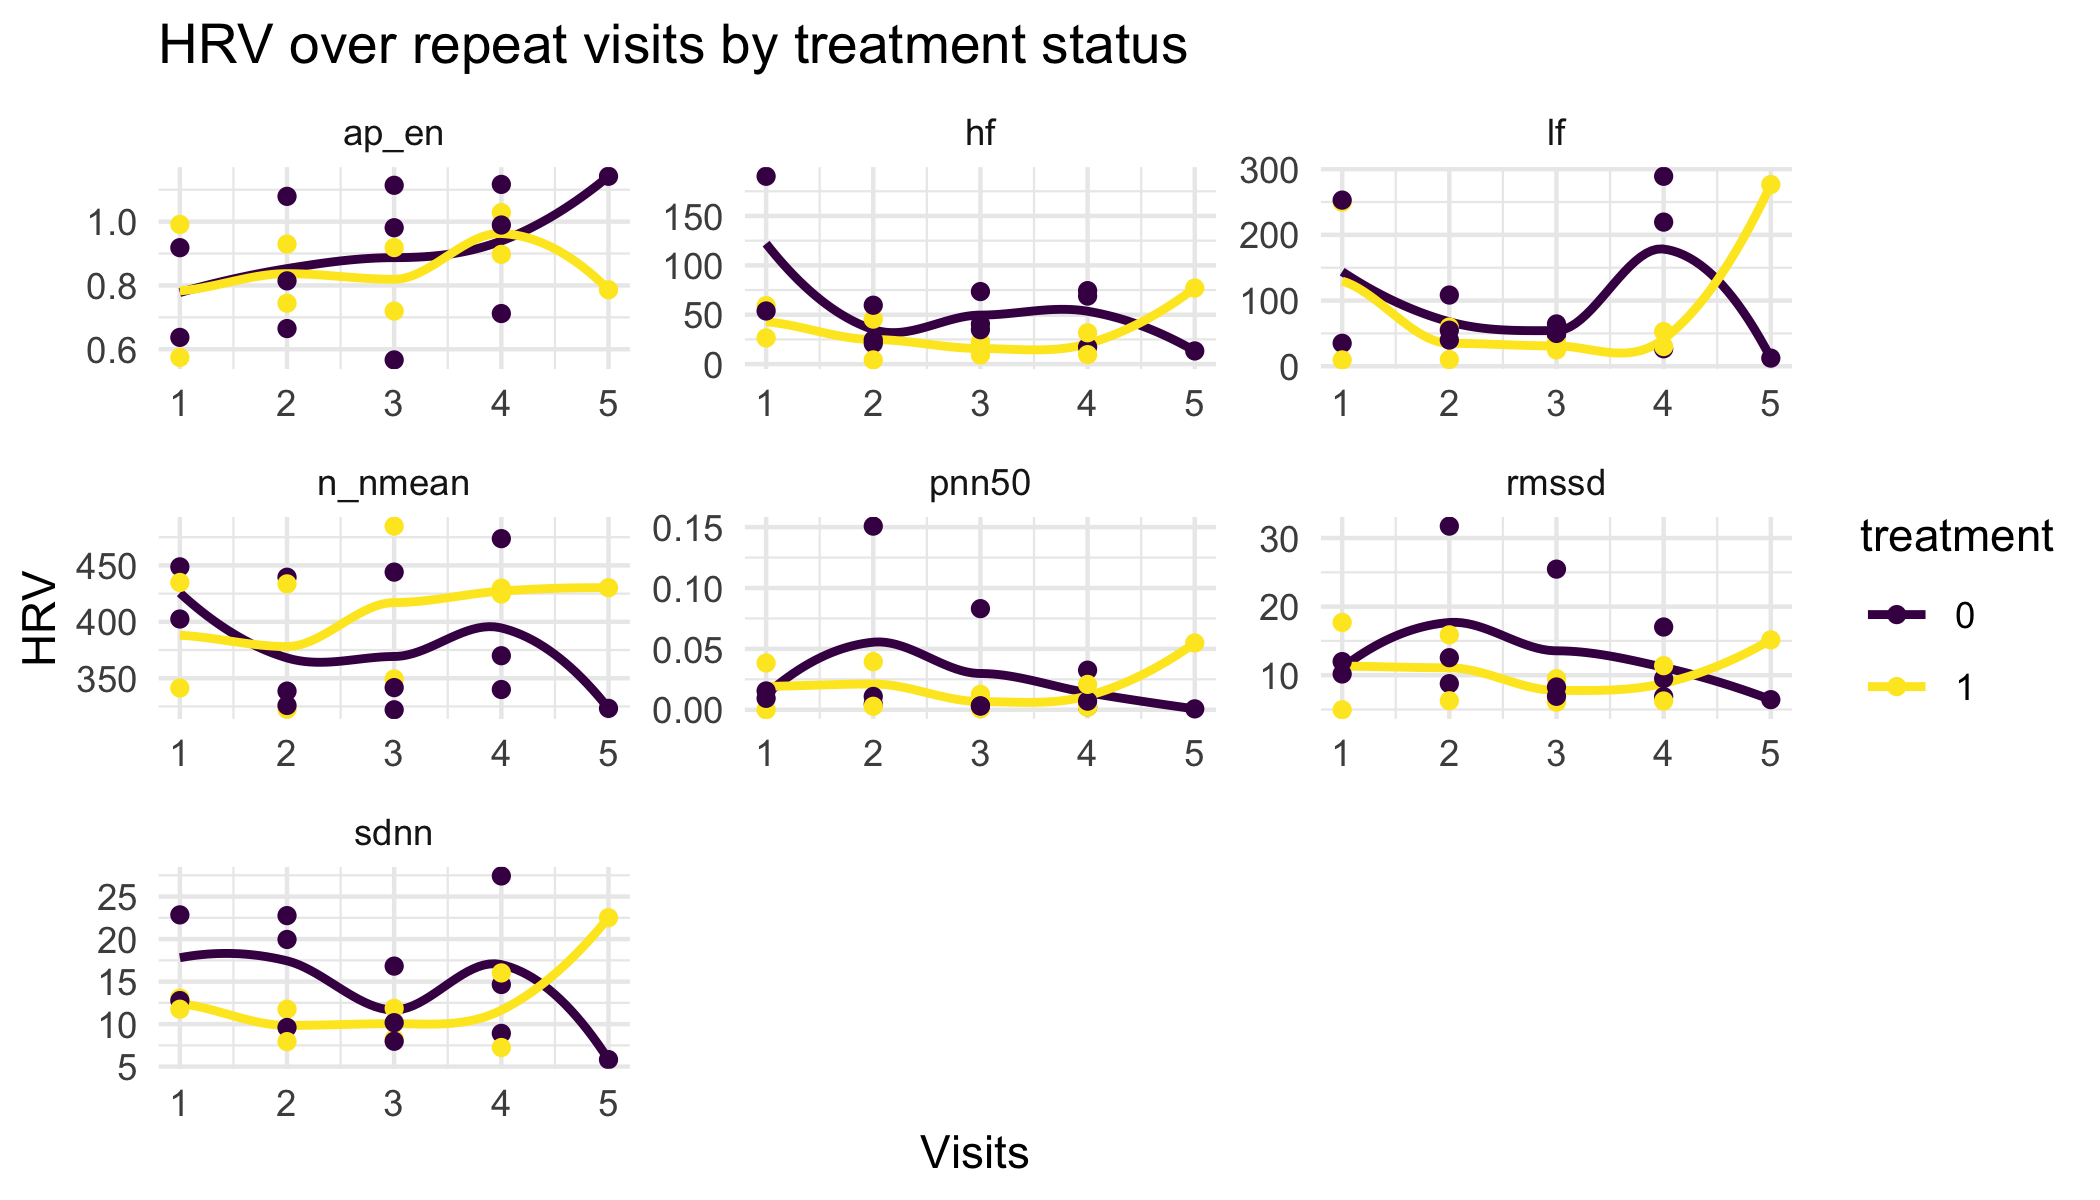 HRV over repeat visits by treatment status
ap_en
hf
lf
1.0
0.8
0.6
1 2 3 4 5
150
100
50
0
1 2 3 4 5
300
200
100
0
1 2 3 4 5
n_nmean
pnn50
rmssd
450
400
350
1 2 3 4 5
0.15
0.10
0.05
0.00
1 2 3 4 5
30
20
10
1 2 3 4 5
sdnn
25
20
15
10
5
1 2 3 4 5
HRV
Visits
treatment
0
1